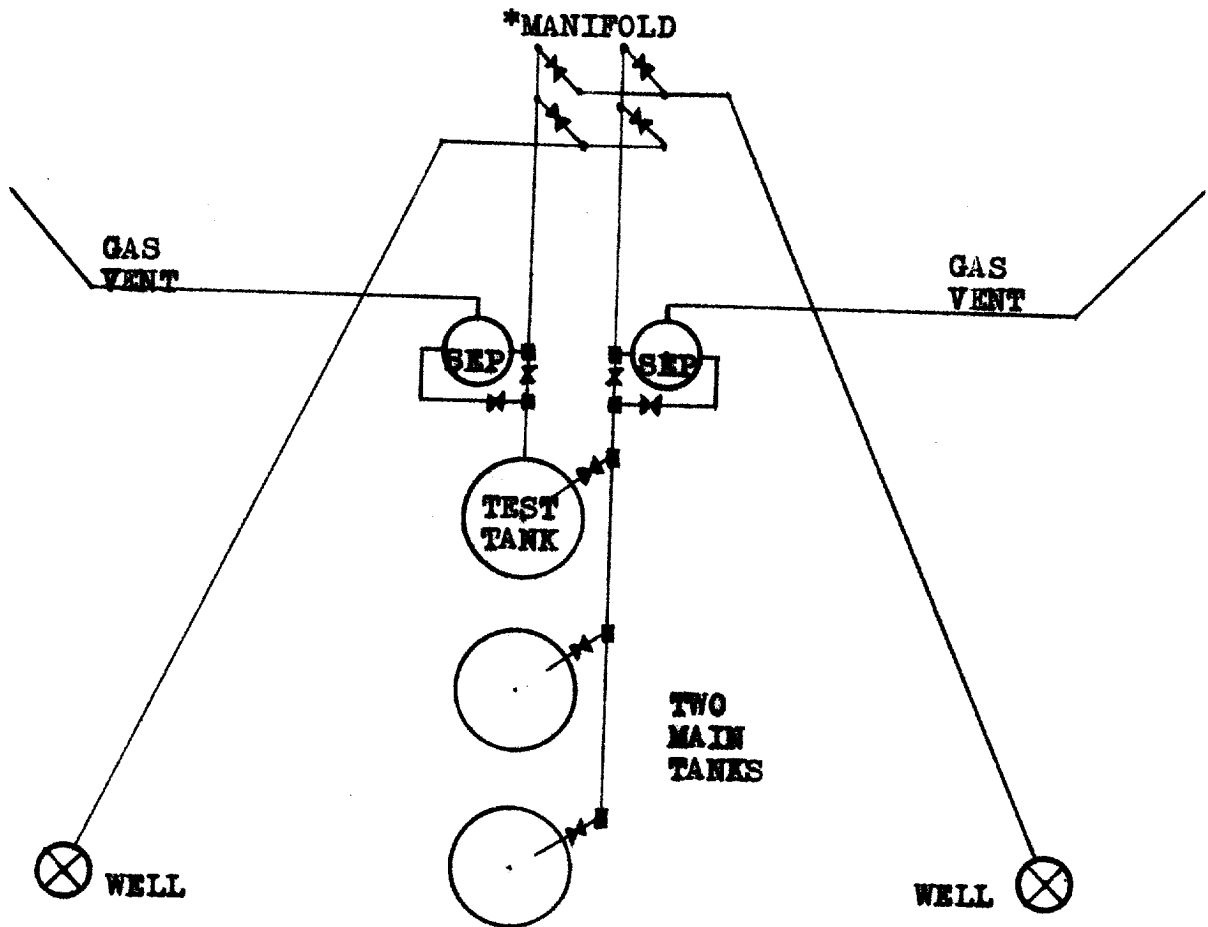 *MANIFOLD
GAS
VENT
GAS
VENT
SEP
SEP
TEST
TANK
TWO
MAIN
TANKS
WELL
WELL